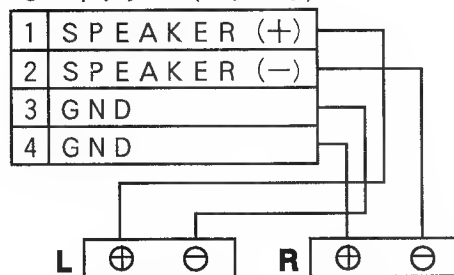 1 SPEAKER (+)
2 SPEAKER (−)
3 GND
4 GND
L ⊕ ⊖ R ⊕ ⊖